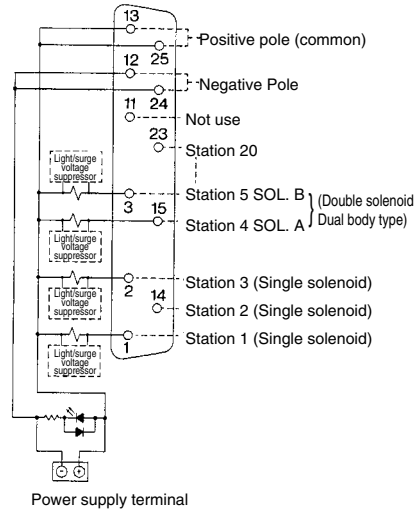 13
Positive pole (common)
25
12
Negative Pole
24
11
Not use
23
Station 20
Light/surge
voltage
suppressor
Station 5 SOL. B
3
15
Station 4 SOL. A
(Double solenoid
Dual body type)
Light/surge
voltage
suppressor
Station 3 (Single solenoid)
2
14
Light/surge
voltage
suppressor
Station 2 (Single solenoid)
Station 1 (Single solenoid)
1
Light/surge
voltage
suppressor
- +
Power supply terminal